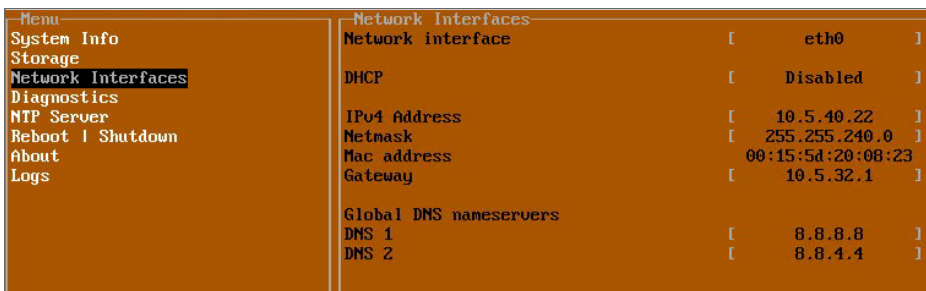 Menu
System Info
Storage
Network Interfaces
Diagnostics
NTP Server
Reboot | Shutdown
About
Logs
Network Interfaces
Network interface [ eth0 ]
DHCP [ Disabled ]
IPv4 Address [ 10.5.40.22 ]
Netmask [ 255.255.240.0 ]
Mac address 00:15:5d:20:08:23
Gateway [ 10.5.32.1 ]
Global DNS nameservers
DNS 1 [ 8.8.8.8 ]
DNS 2 [ 8.8.4.4 ]